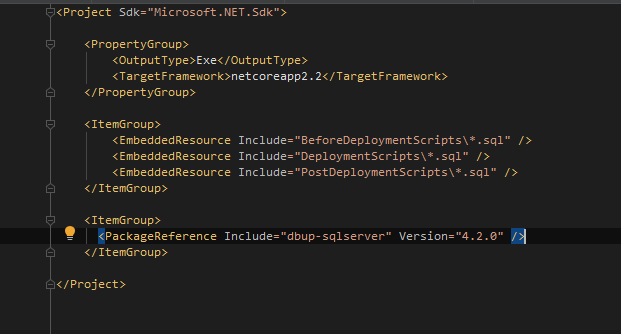 <Project Sdk="Microsoft.NET.Sdk">
<PropertyGroup>
<OutputType>Exe</OutputType>
<TargetFramework>netcoreapp2.2</TargetFramework>
</PropertyGroup>
<ItemGroup>
<EmbeddedResource Include="BeforeDeploymentScripts\*.sql" />
<EmbeddedResource Include="DeploymentScripts\*.sql" />
<EmbeddedResource Include="PostDeploymentScripts\*.sql" />
</ItemGroup>
<ItemGroup>
<PackageReference Include="dbup-sqlserver" Version="4.2.0" />
</ItemGroup>
</Project>